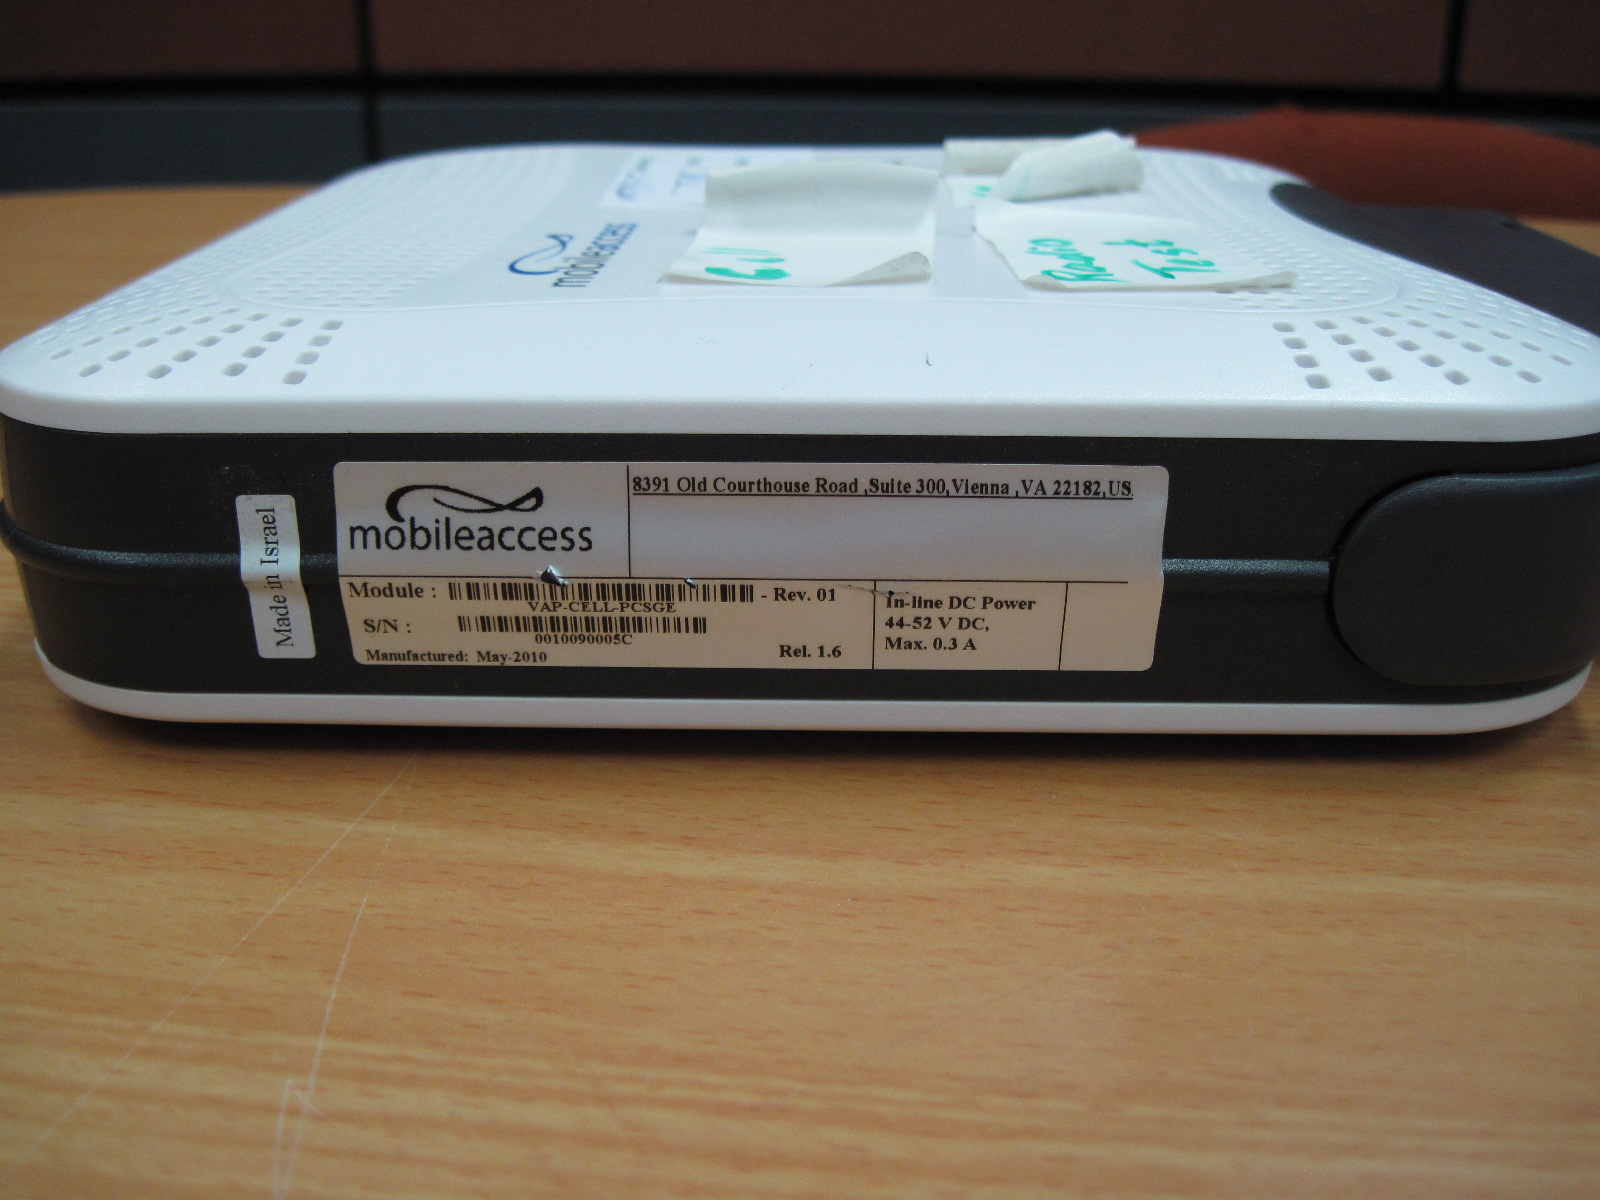 mobileaccess
Radio
Test
Made in Israel
mobileaccess
8391 Old Courthouse Road ,Suite 300,Vienna ,VA 22182,US
Module : - Rev. 01
VAP-CELL-PCSGE
S/N :
0010090005C
Manufactured: May-2010
Rel. 1.6
In-line DC Power
44-52 V DC,
Max. 0.3 A